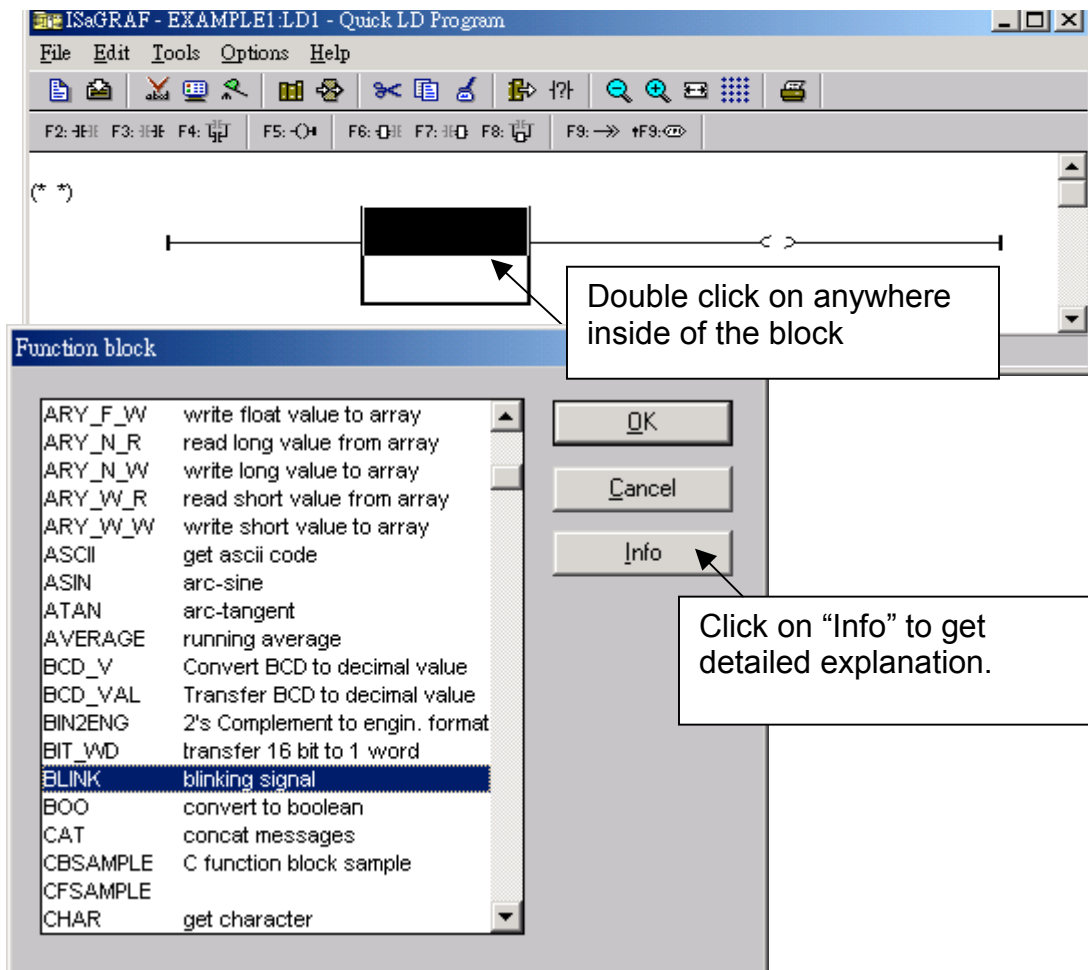 ISaGRAF - EXAMPLE1:LD1 - Quick LD Program
File Edit Tools Options Help
F2: F3: F4: F5: F6: F7: F8: F9: F9:
(* *)
Double click on anywhere
inside of the block
Function block
ARY_F_W write float value to array
ARY_N_R read long value from array
ARY_N_W write long value to array
ARY_W_R read short value from array
ARY_W_W write short value to array
ASCII get ascii code
ASIN arc-sine
ATAN arc-tangent
AVERAGE running average
BCD_V Convert BCD to decimal value
BCD_VAL Transfer BCD to decimal value
BIN2ENG 2's Complement to engin. format
BIT_WD transfer 16 bit to 1 word
BLINK blinking signal
BOO convert to boolean
CAT concat messages
CBSAMPLE C function block sample
CFSAMPLE
CHAR get character
OK
Cancel
Info
Click on “Info” to get
detailed explanation.